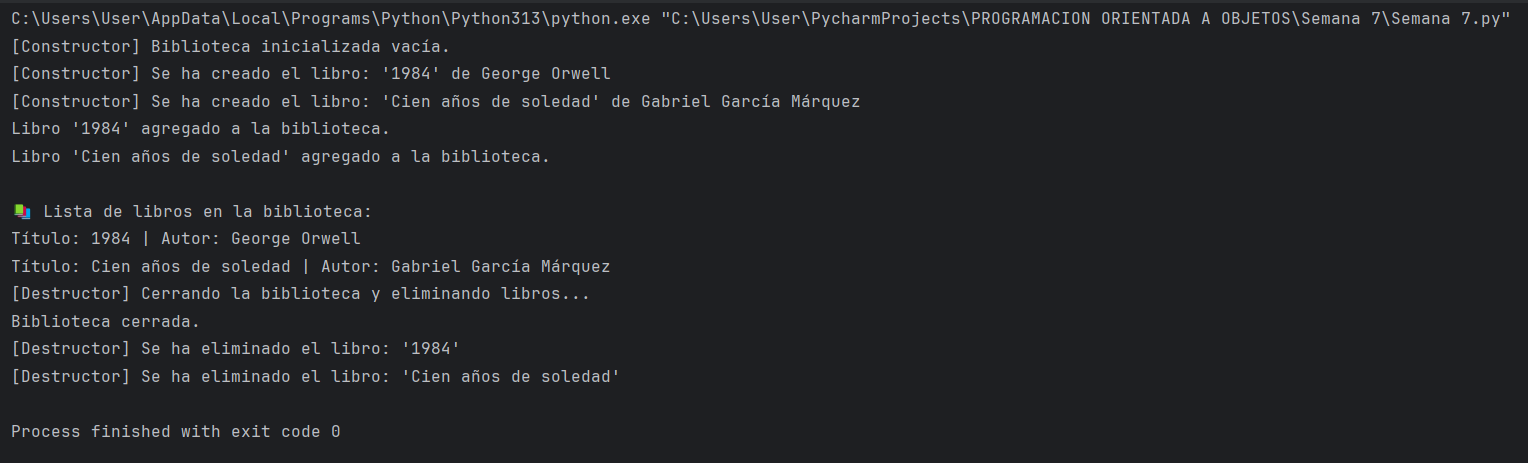 C:\Users\User\AppData\Local\Programs\Python\Python313\python.exe "C:\Users\User\PycharmProjects\PROGRAMACION ORIENTADA A OBJETOS\Semana 7\Semana 7.py"
[Constructor] Biblioteca inicializada vacía.
[Constructor] Se ha creado el libro: '1984' de George Orwell
[Constructor] Se ha creado el libro: 'Cien años de soledad' de Gabriel García Márquez
Libro '1984' agregado a la biblioteca.
Libro 'Cien años de soledad' agregado a la biblioteca.
📚 Lista de libros en la biblioteca:
Título: 1984 | Autor: George Orwell
Título: Cien años de soledad | Autor: Gabriel García Márquez
[Destructor] Cerrando la biblioteca y eliminando libros...
Biblioteca cerrada.
[Destructor] Se ha eliminado el libro: '1984'
[Destructor] Se ha eliminado el libro: 'Cien años de soledad'
Process finished with exit code 0